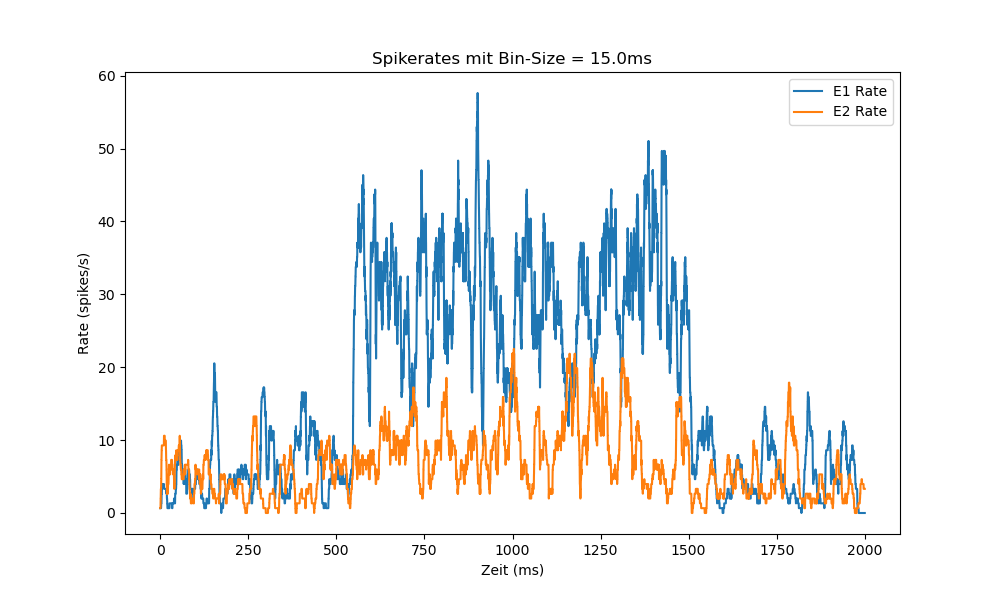 Spikerates mit Bin-Size = 15.0ms
E1 Rate
E2 Rate
60
50
40
30
20
10
0
Rate (spikes/s)
0 250 500 750 1000 1250 1500 1750 2000
Zeit (ms)